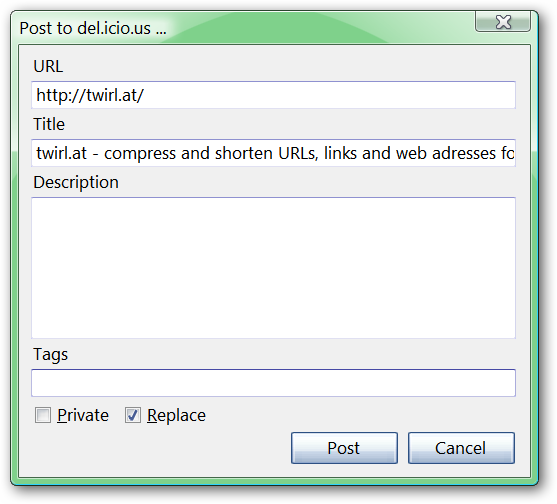 Post to del.icio.us ...
URL
http://twirl.at/
Title
twirl.at - compress and shorten URLs, links and web adresses fo
Description
Tags
Private Replace
Post Cancel